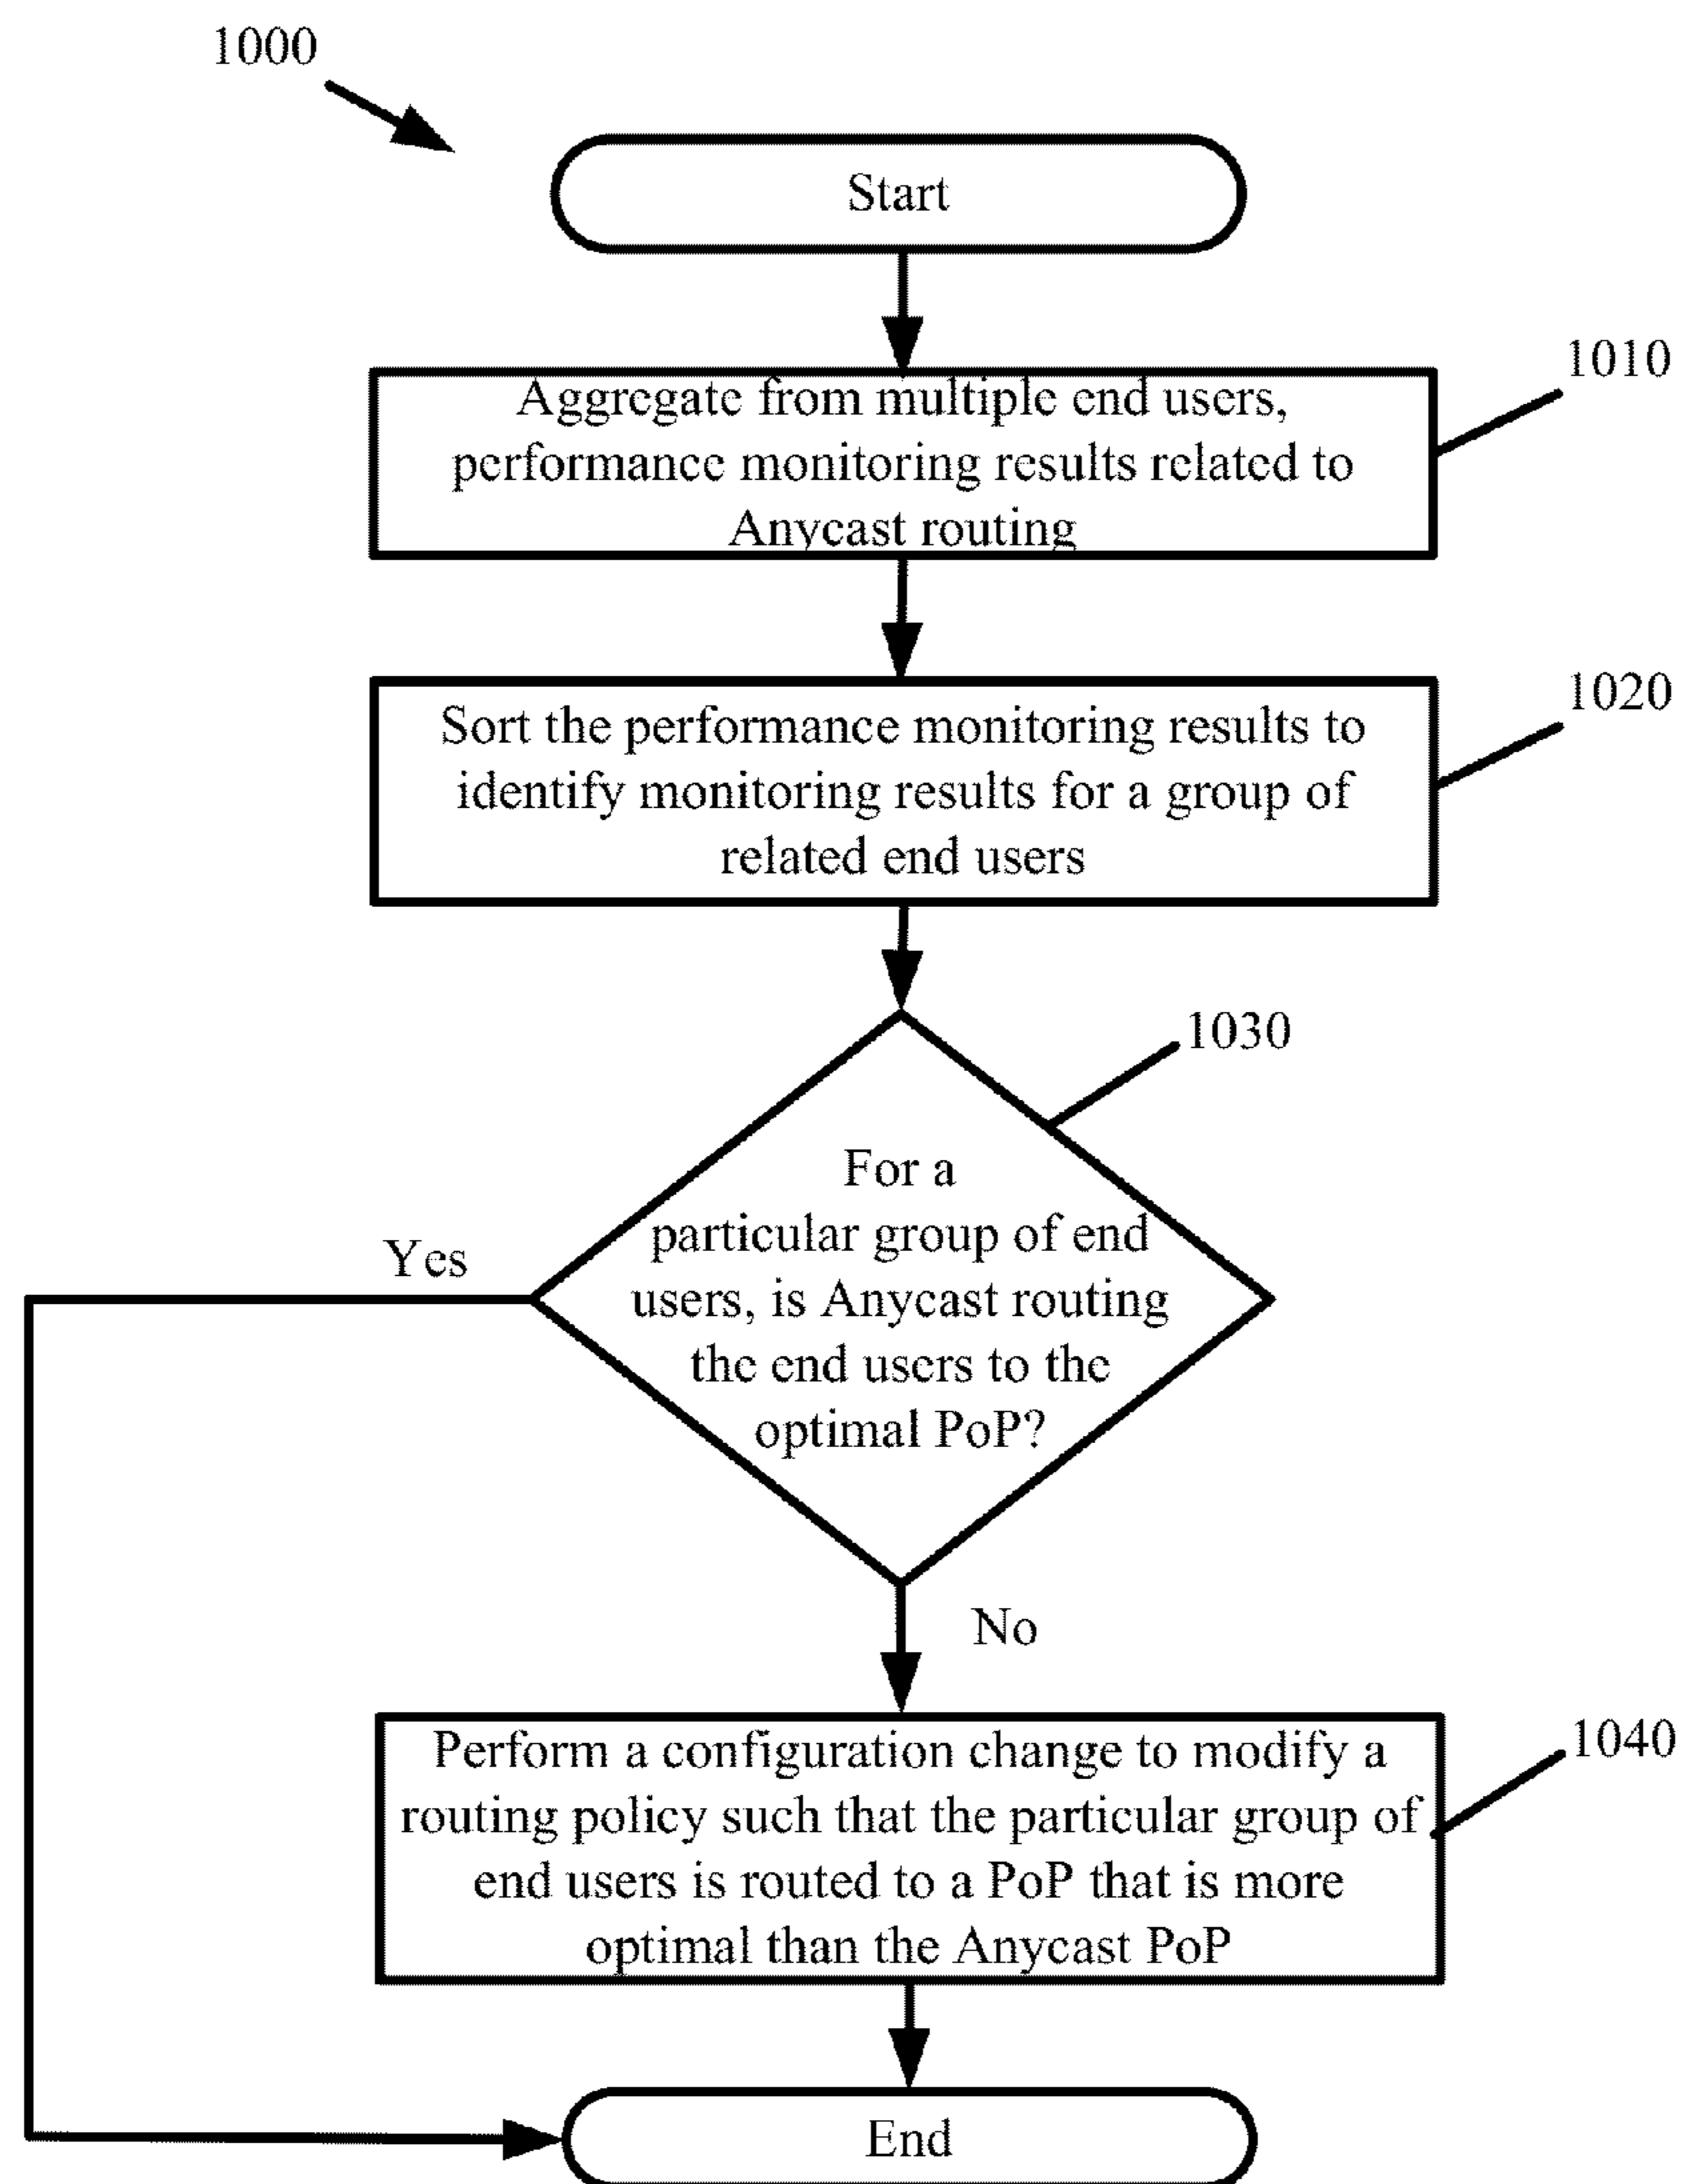 1000
Start
1010
Aggregate from multiple end users,
performance monitoring results related to
Anycast routing
1020
Sort the performance monitoring results to
identify monitoring results for a group of
related end users
1030
For a
particular group of end
users, is Anycast routing
the end users to the
optimal PoP?
Yes
No
1040
Perform a configuration change to modify a
routing policy such that the particular group of
end users is routed to a PoP that is more
optimal than the Anycast PoP
End